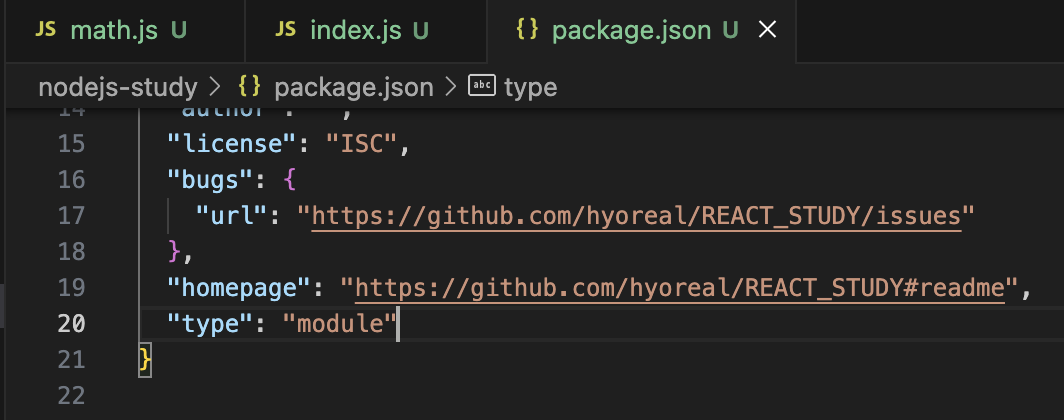 JS math.js U JS index.js U {} package.json U ×
nodejs-study > {} package.json > abc type
14 "author": "",
15 "license": "ISC",
16 "bugs": {
17 "url": "https://github.com/hyoreal/REACT_STUDY/issues"
18 },
19 "homepage": "https://github.com/hyoreal/REACT_STUDY#readme",
20 "type": "module"
21 }
22